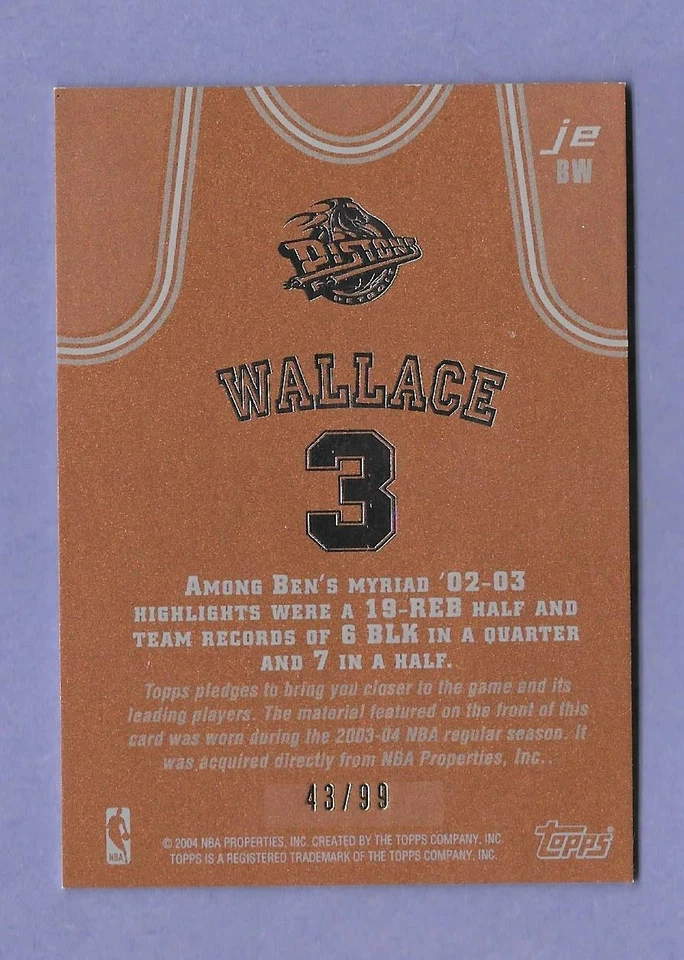 je
BW
PISTONS
DETROIT
WALLACE
3
AMONG BEN'S MYRIAD '02-03
HIGHLIGHTS WERE A 19-REB HALF AND
TEAM RECORDS OF 6 BLK IN A QUARTER
AND 7 IN A HALF.
Topps pledges to bring you closer to the game and its
leading players. The material featured on the front of this
card was worn during the 2003-04 NBA regular season. It
was acquired directly from NBA Properties, Inc..
43/99
NBA
© 2004 NBA PROPERTIES, INC. CREATED BY THE TOPPS COMPANY, INC.
TOPPS IS A REGISTERED TRADEMARK OF THE TOPPS COMPANY, INC.
TOPPS®